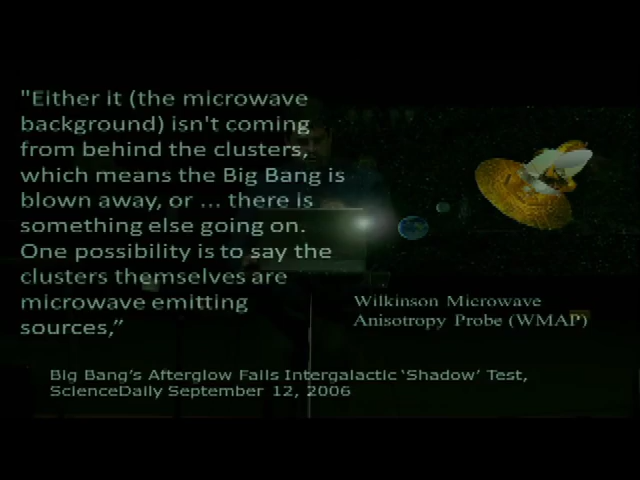 "Either it (the microwave
background) isn't coming
from behind the clusters,
which means the Big Bang is
blown away, or ... there is
something else going on.
One possibility is to say the
clusters themselves are
microwave emitting
sources,”
Wilkinson Microwave
Anisotropy Probe (WMAP)
Big Bang’s Afterglow Fails Intergalactic ‘Shadow’ Test,
ScienceDaily September 12, 2006